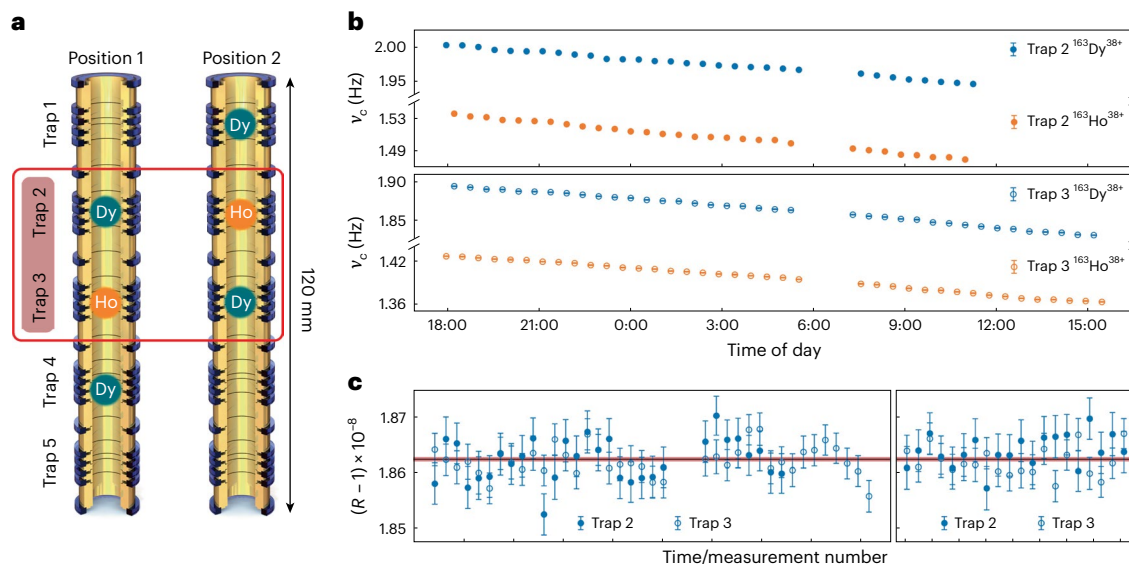 a
Position 1
Position 2
Trap 1
Trap 2
Trap 3
Trap 4
Trap 5
Dy
Dy
Ho
Ho
Dy
Dy
120 mm
b
νc (Hz)
2.00
1.95
1.53
1.49
Trap 2 ¹⁶³Dy³⁸⁺
Trap 2 ¹⁶³Ho³⁸⁺
νc (Hz)
1.90
1.85
1.42
1.36
Trap 3 ¹⁶³Dy³⁸⁺
Trap 3 ¹⁶³Ho³⁸⁺
18:00 21:00 0:00 3:00 6:00 9:00 12:00 15:00
Time of day
c
(R − 1) × 10⁻⁸
1.87
1.86
1.85
Trap 2 Trap 3
Trap 2 Trap 3
Time/measurement number